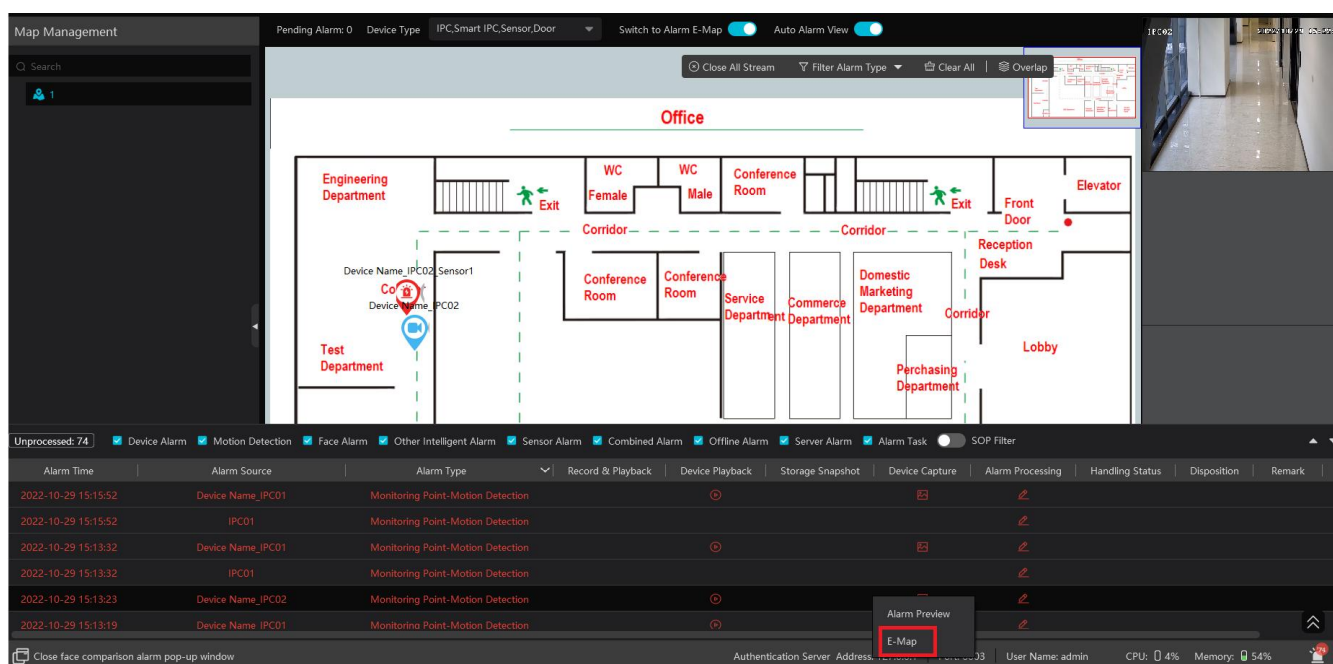 Map Management
Pending Alarm: 0 Device Type IPC,Smart IPC,Sensor,Door Switch to Alarm E-Map Auto Alarm View
Search
1
Close All Stream Filter Alarm Type Clear All Overlap
IPC02
Office
Engineering
Department
Exit
WC
Female
WC
Male
Conference
Room
Exit
Front
Door
Elevator
Corridor
Corridor
Reception
Desk
Device Name_IPC02_Sensor1
Device Name_IPC02
Conference
Room
Conference
Room
Service
Department
Commerce
Department
Domestic
Marketing
Department
Corridor
Lobby
Test
Department
Perchasing
Department
Unprocessed: 74 Device Alarm Motion Detection Face Alarm Other Intelligent Alarm Sensor Alarm Combined Alarm Offline Alarm Server Alarm Alarm Task SOP Filter
Alarm Time Alarm Source Alarm Type Record & Playback Device Playback Storage Snapshot Device Capture Alarm Processing Handling Status Disposition Remark
2022-10-29 15:15:52 Device Name_IPC01 Monitoring Point-Motion Detection
2022-10-29 15:15:52 IPC01 Monitoring Point-Motion Detection
2022-10-29 15:13:32 Device Name_IPC01 Monitoring Point-Motion Detection
2022-10-29 15:13:32 IPC01 Monitoring Point-Motion Detection
2022-10-29 15:13:23 Device Name_IPC02 Monitoring Point-Motion Detection
2022-10-29 15:13:19 Device Name_IPC01 Monitoring Point-Motion Detection
Alarm Preview
E-Map
Close face comparison alarm pop-up window Authentication Server Address: User Name: admin CPU: 4% Memory: 54% 74